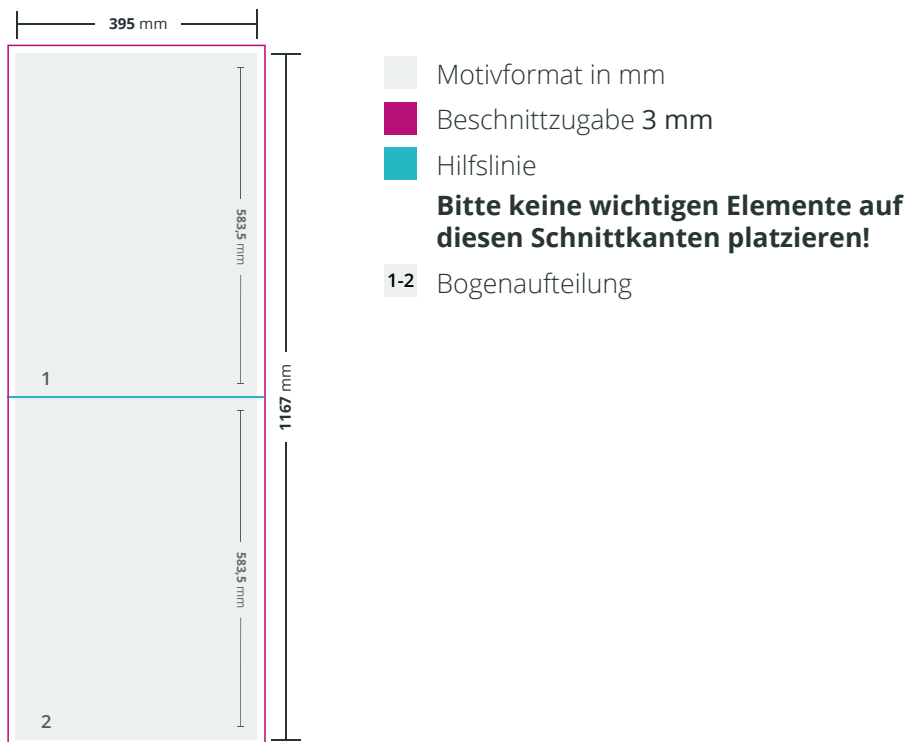 395 mm
583,5 mm
1
1167 mm
583,5 mm
2
Motivformat in mm
Beschnittzugabe 3 mm
Hilfslinie
Bitte keine wichtigen Elemente auf
diesen Schnittkanten platzieren!
1-2 Bogenaufteilung